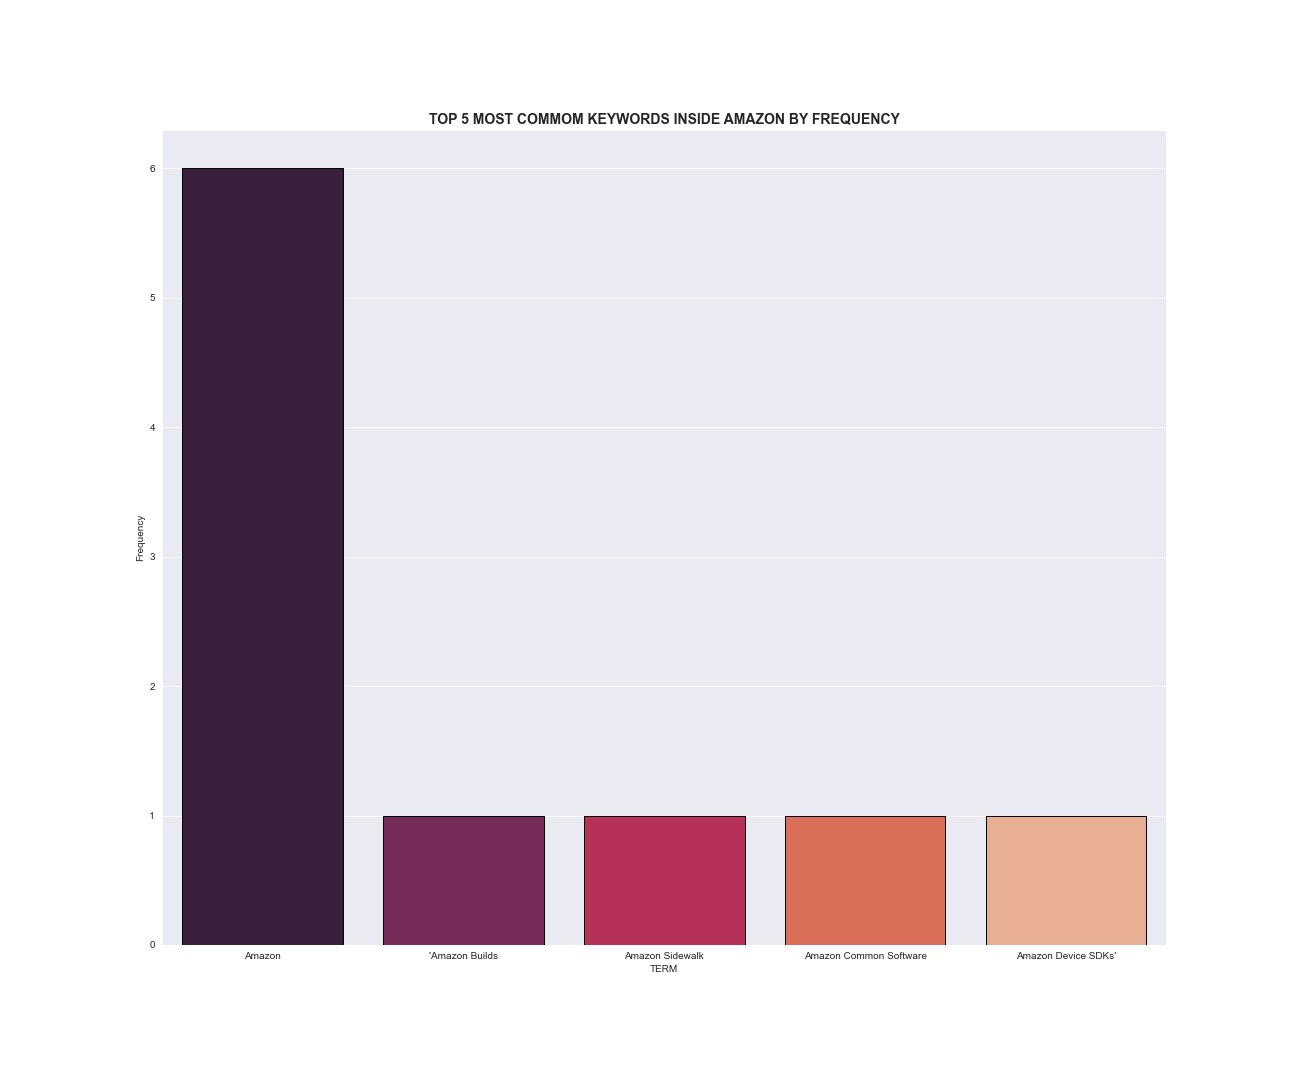 TOP 5 MOST COMMOM KEYWORDS INSIDE AMAZON BY FREQUENCY
6
5
4
3
2
1
0
Frequency
Amazon
'Amazon Builds
Amazon Sidewalk
Amazon Common Software
Amazon Device SDKs'
TERM